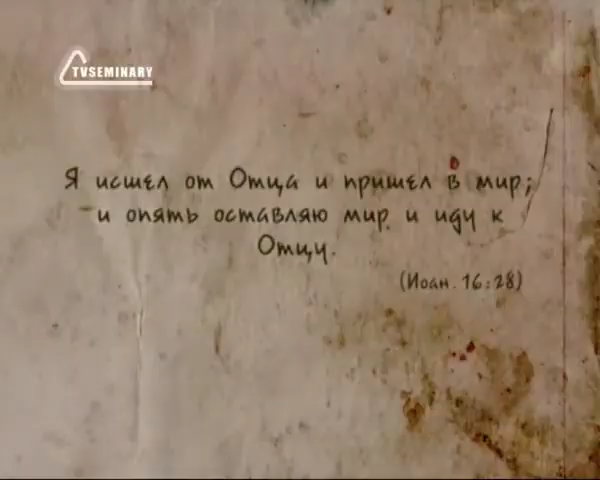 TVSEMINARY
Я исшел от Отца и пришел в мир;
и опять оставляю мир и иду к
Отцу.
(Иоан. 16:28)